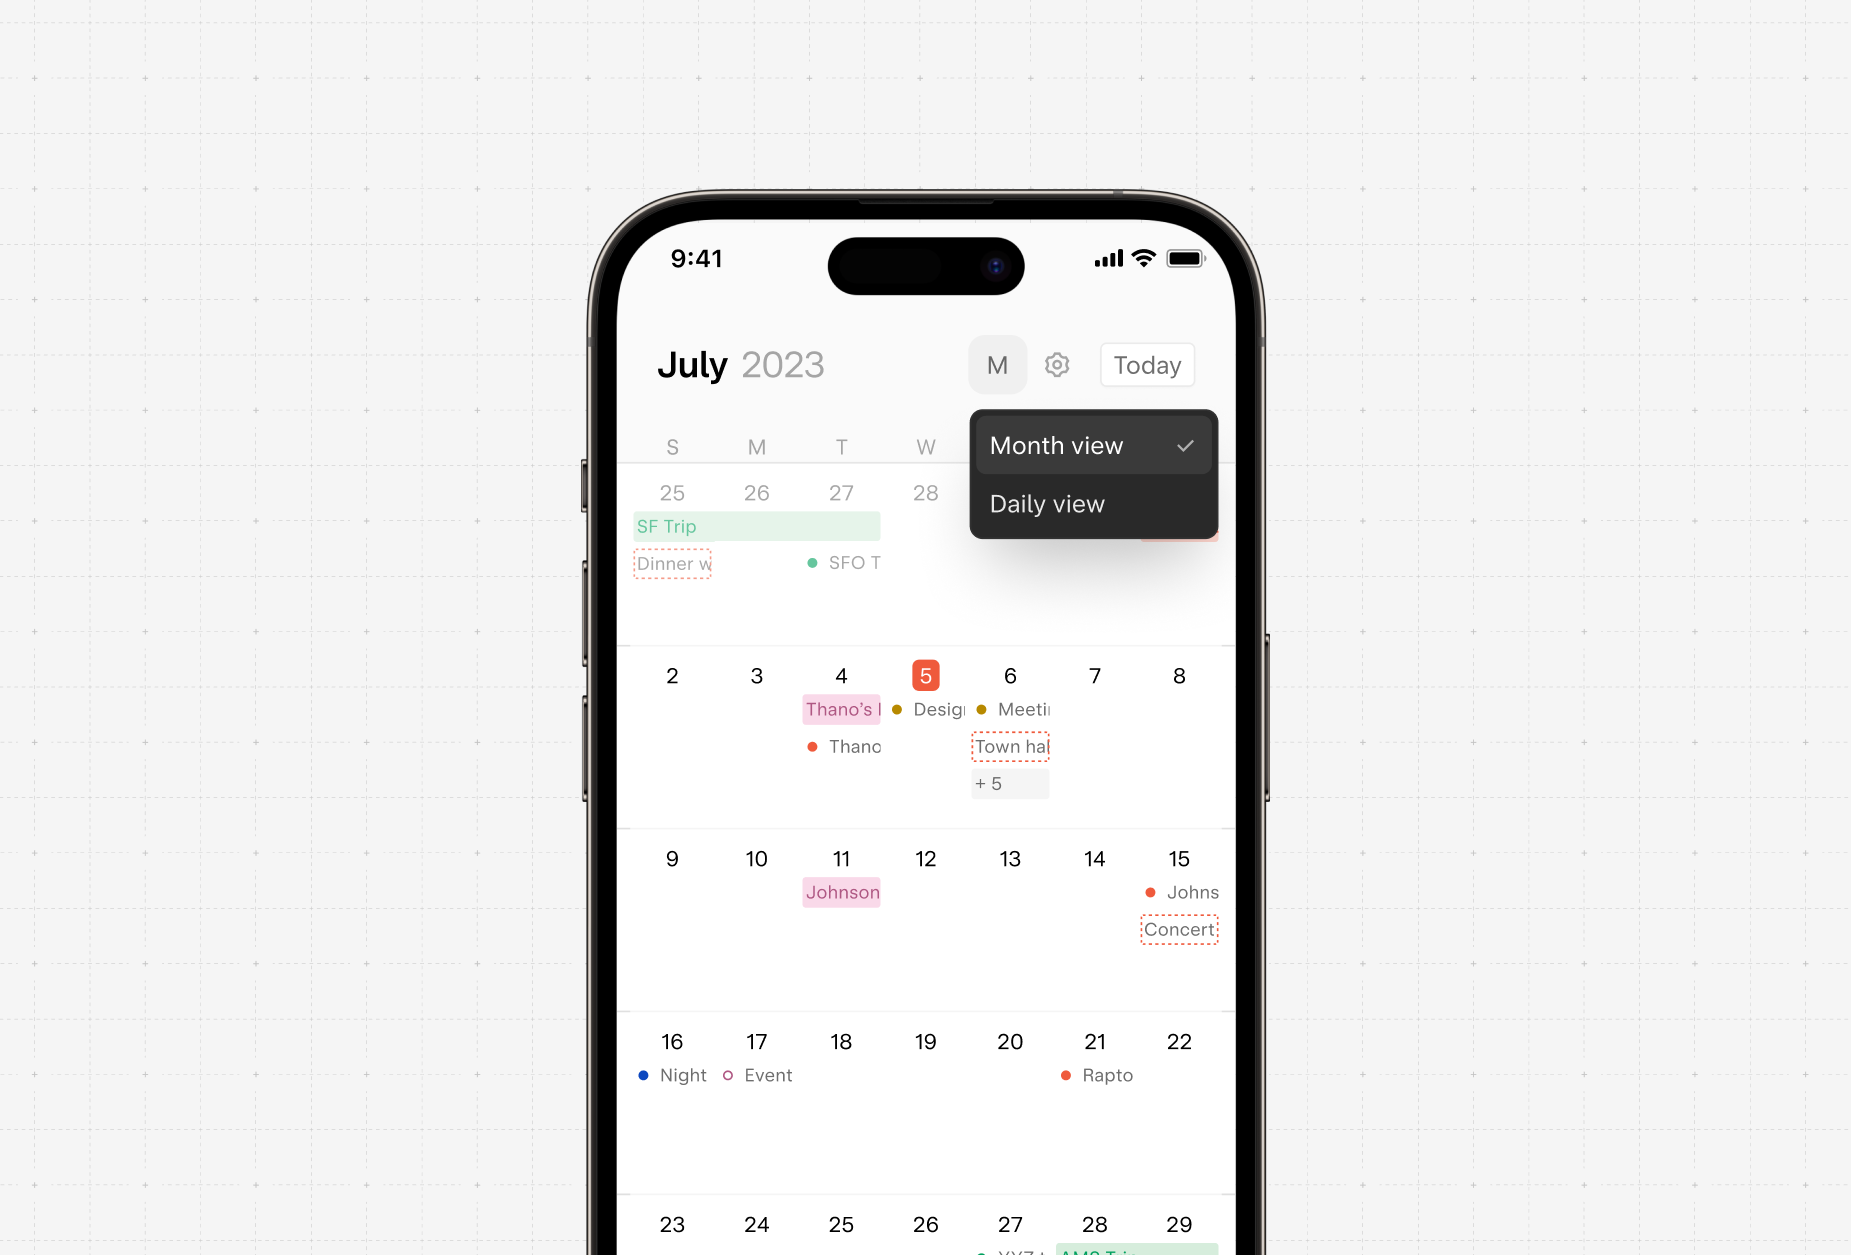 9:41
July 2023
M
Today
Month view
Daily view
S M T W
25 26 27 28
SF Trip
Dinner w
SFO T
2 3 4 5 6 7 8
Thano’s
Desig
Meeti
Thano
Town hal
+ 5
9 10 11 12 13 14 15
Johnson
Johns
Concert
16 17 18 19 20 21 22
Night
Event
Rapto
23 24 25 26 27 28 29